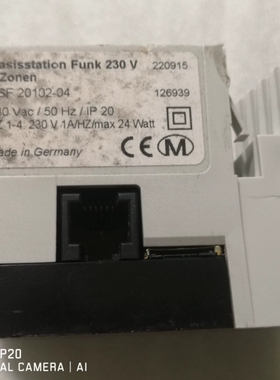 asisstation Funk 230 V 220915
Zonen
SF 20102-04 126939
30 Vac / 50 Hz / IP 20
1-4: 230 V 1A/HZ/max 24 Watt
ade in Germany CE M
P20
AL CAMERA | AI